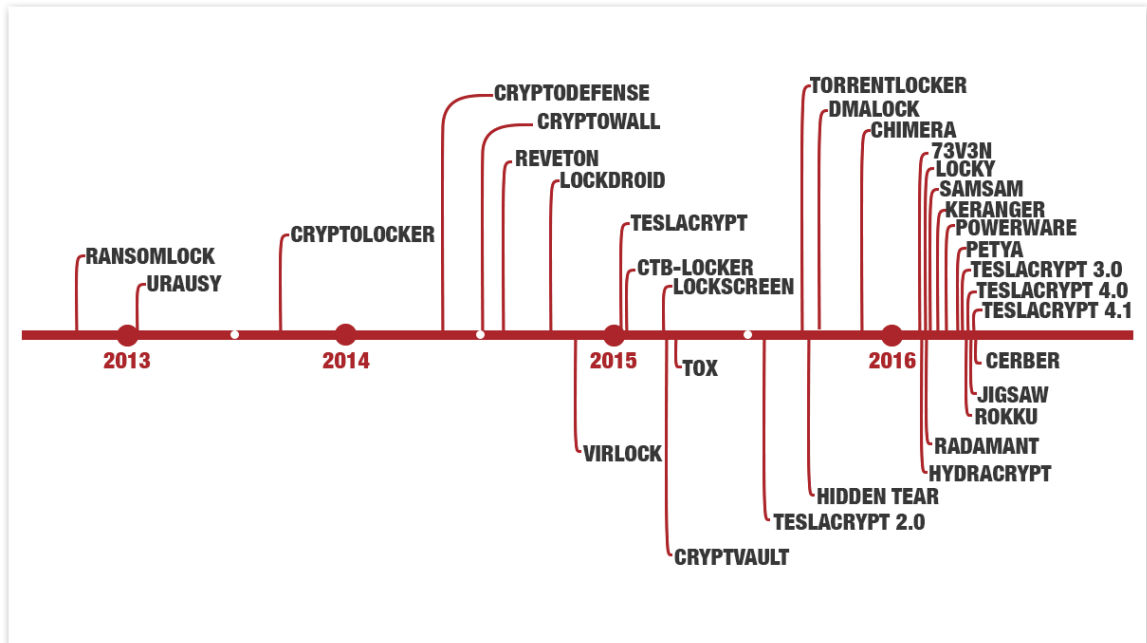 CRYPTODEFENSE
TORRENTLOCKER
DMALOCK
CRYPTOWALL
CHIMERA
73V3N
REVETON
LOCKY
LOCKDROID
SAMSAM
KERANGER
TESLACRYPT
POWERWARE
CRYPTOLOCKER
PETYA
RANSOMLOCK
CTB-LOCKER
TESLACRYPT 3.0
URAUSY
LOCKSCREEN
TESLACRYPT 4.0
TESLACRYPT 4.1
2013
2014
2015
2016
CERBER
TOX
JIGSAW
ROKKU
RADAMANT
VIRLOCK
HYDRACRYPT
HIDDEN TEAR
TESLACRYPT 2.0
CRYPTVAULT